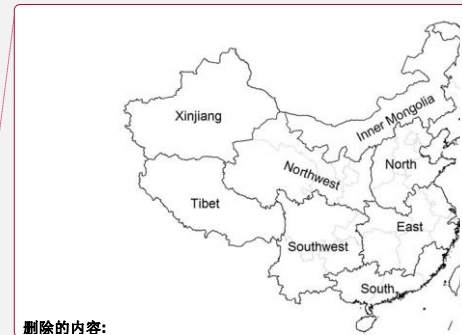 Xinjiang
Inner Mongolia
Northwest
North
Tibet
East
Southwest
South
删除的内容: